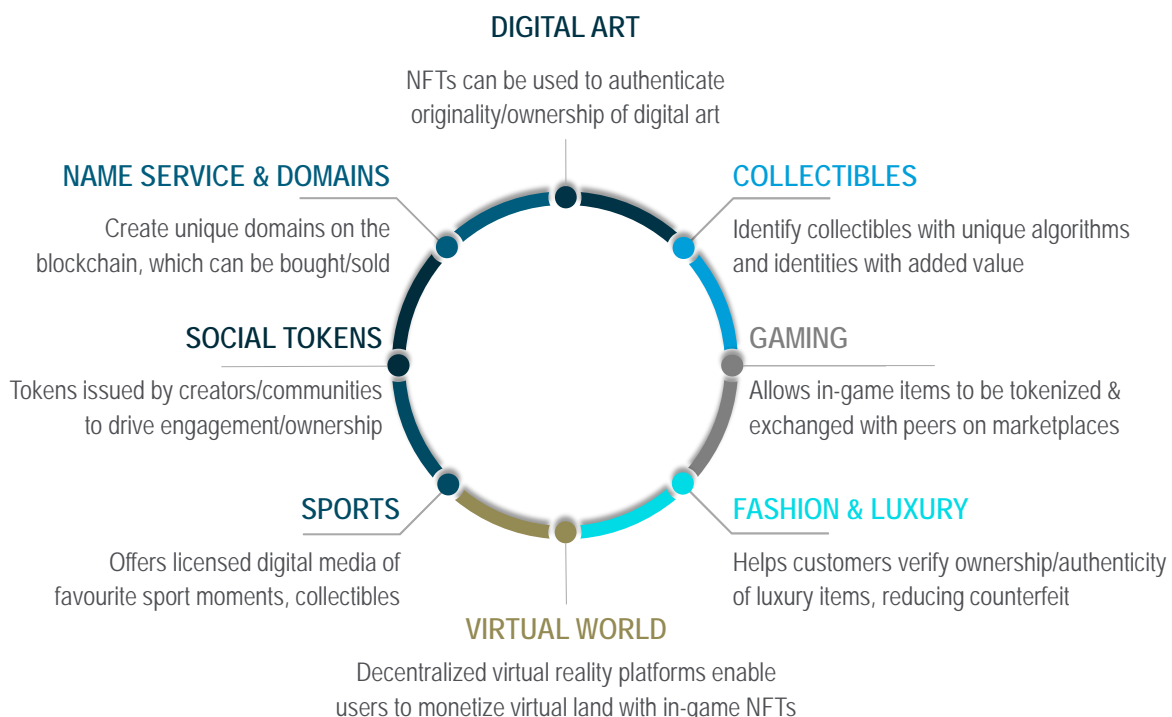 DIGITAL ART
NFTs can be used to authenticate
originality/ownership of digital art
NAME SERVICE & DOMAINS
Create unique domains on the
blockchain, which can be bought/sold
COLLECTIBLES
Identify collectibles with unique algorithms
and identities with added value
SOCIAL TOKENS
Tokens issued by creators/communities
to drive engagement/ownership
GAMING
Allows in-game items to be tokenized &
exchanged with peers on marketplaces
SPORTS
Offers licensed digital media of
favourite sport moments, collectibles
FASHION & LUXURY
Helps customers verify ownership/authenticity
of luxury items, reducing counterfeit
VIRTUAL WORLD
Decentralized virtual reality platforms enable
users to monetize virtual land with in-game NFTs